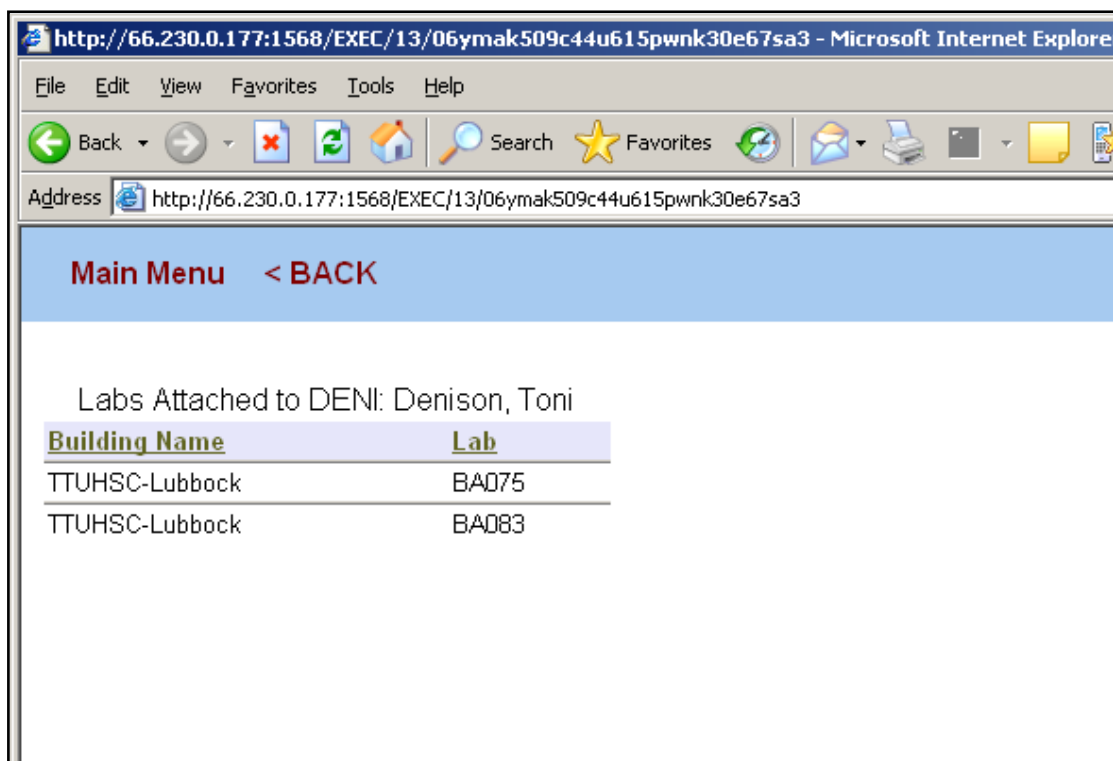 http://66.230.0.177:1568/EXEC/13/06ymak509c44u615pwnk30e67sa3 - Microsoft Internet Explore
File Edit View Favorites Tools Help
Back Search Favorites
Address http://66.230.0.177:1568/EXEC/13/06ymak509c44u615pwnk30e67sa3
Main Menu < BACK
Labs Attached to DENI: Denison, Toni
Building Name Lab
TTUHSC-Lubbock BA075
TTUHSC-Lubbock BA083